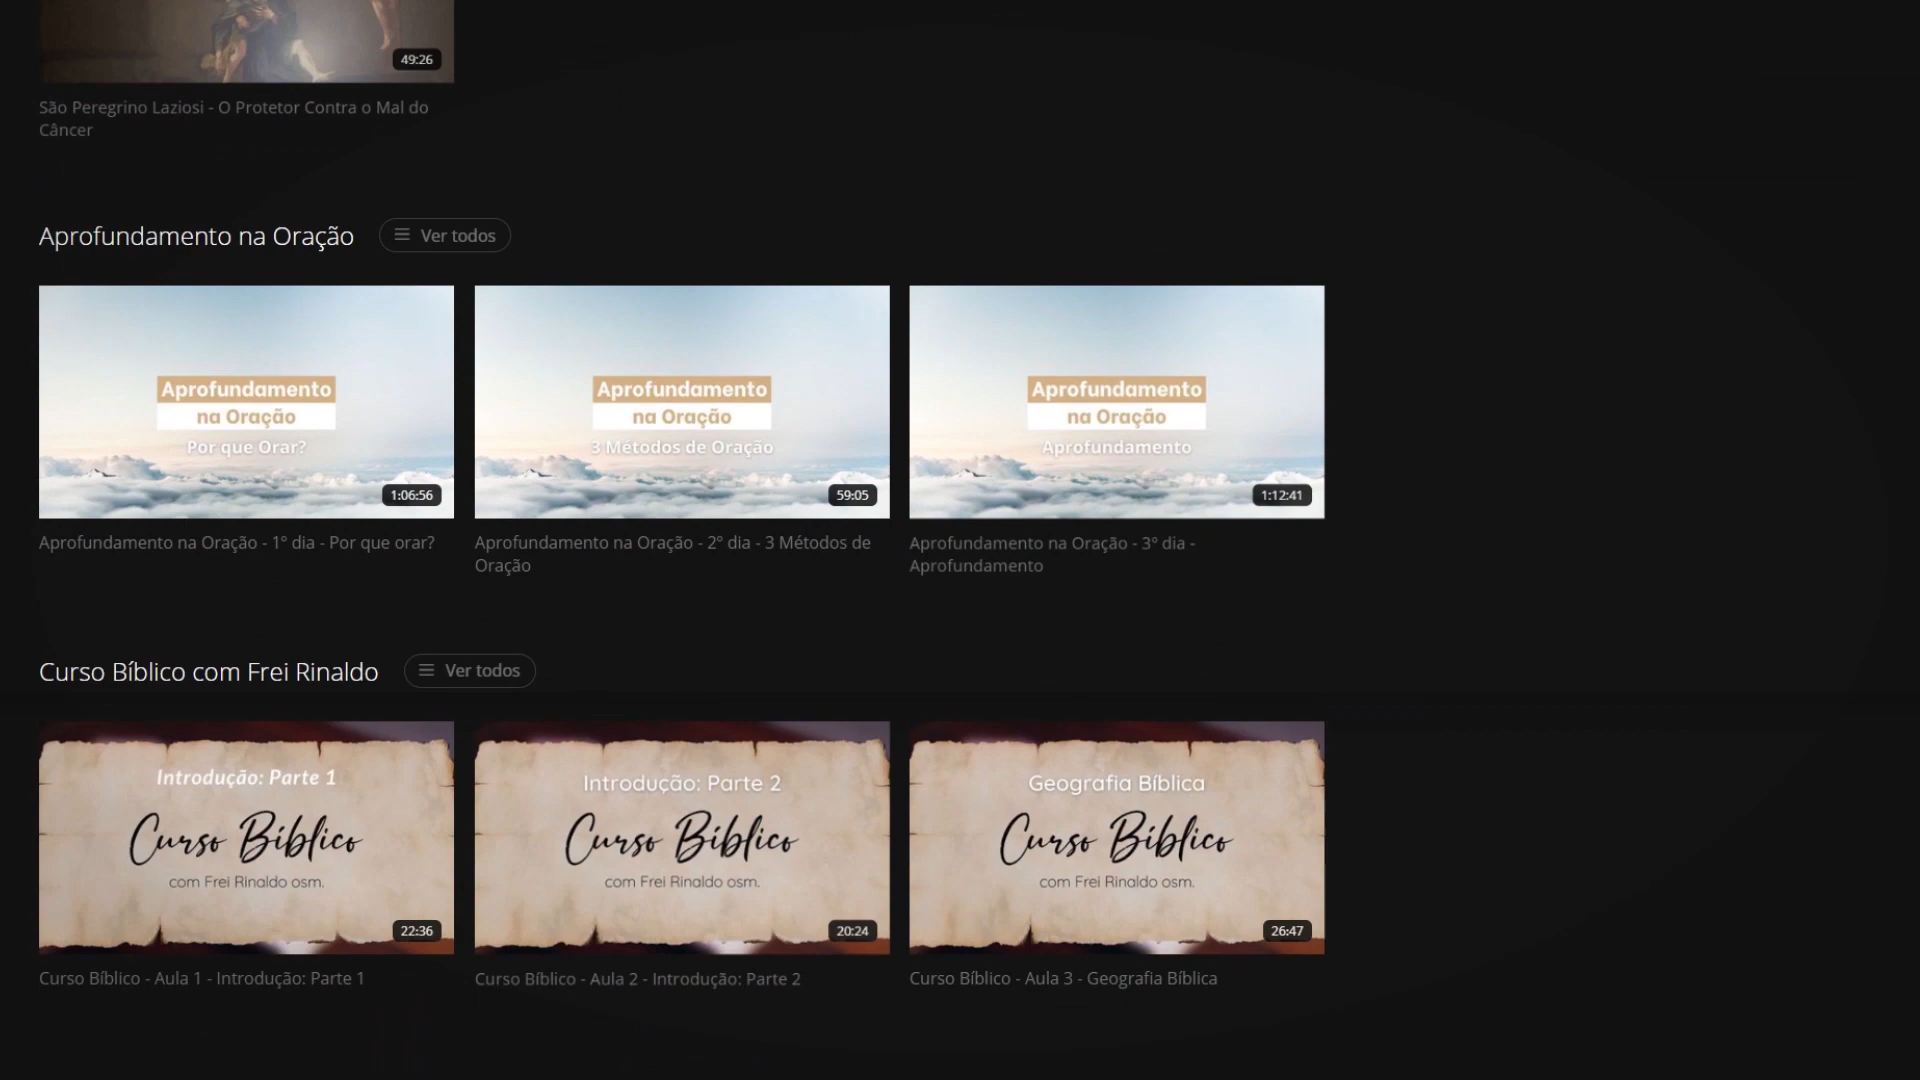 49:26
São Peregrino Laziosi - O Protetor Contra o Mal do
Câncer
Aprofundamento na Oração
Ver todos
Aprofundamento
na Oração
Por que Orar?
1:06:56
Aprofundamento
na Oração
3 Métodos de Oração
59:05
Aprofundamento
na Oração
Aprofundamento
1:12:41
Aprofundamento na Oração - 1º dia - Por que orar?
Aprofundamento na Oração - 2º dia - 3 Métodos de
Oração
Aprofundamento na Oração - 3º dia -
Aprofundamento
Curso Bíblico com Frei Rinaldo
Ver todos
Introdução: Parte 1
Curso Bíblico
com Frei Rinaldo osm.
22:36
Introdução: Parte 2
Curso Bíblico
com Frei Rinaldo osm.
20:24
Geografia Bíblica
Curso Bíblico
com Frei Rinaldo osm.
26:47
Curso Bíblico - Aula 1 - Introdução: Parte 1
Curso Bíblico - Aula 2 - Introdução: Parte 2
Curso Bíblico - Aula 3 - Geografia Bíblica